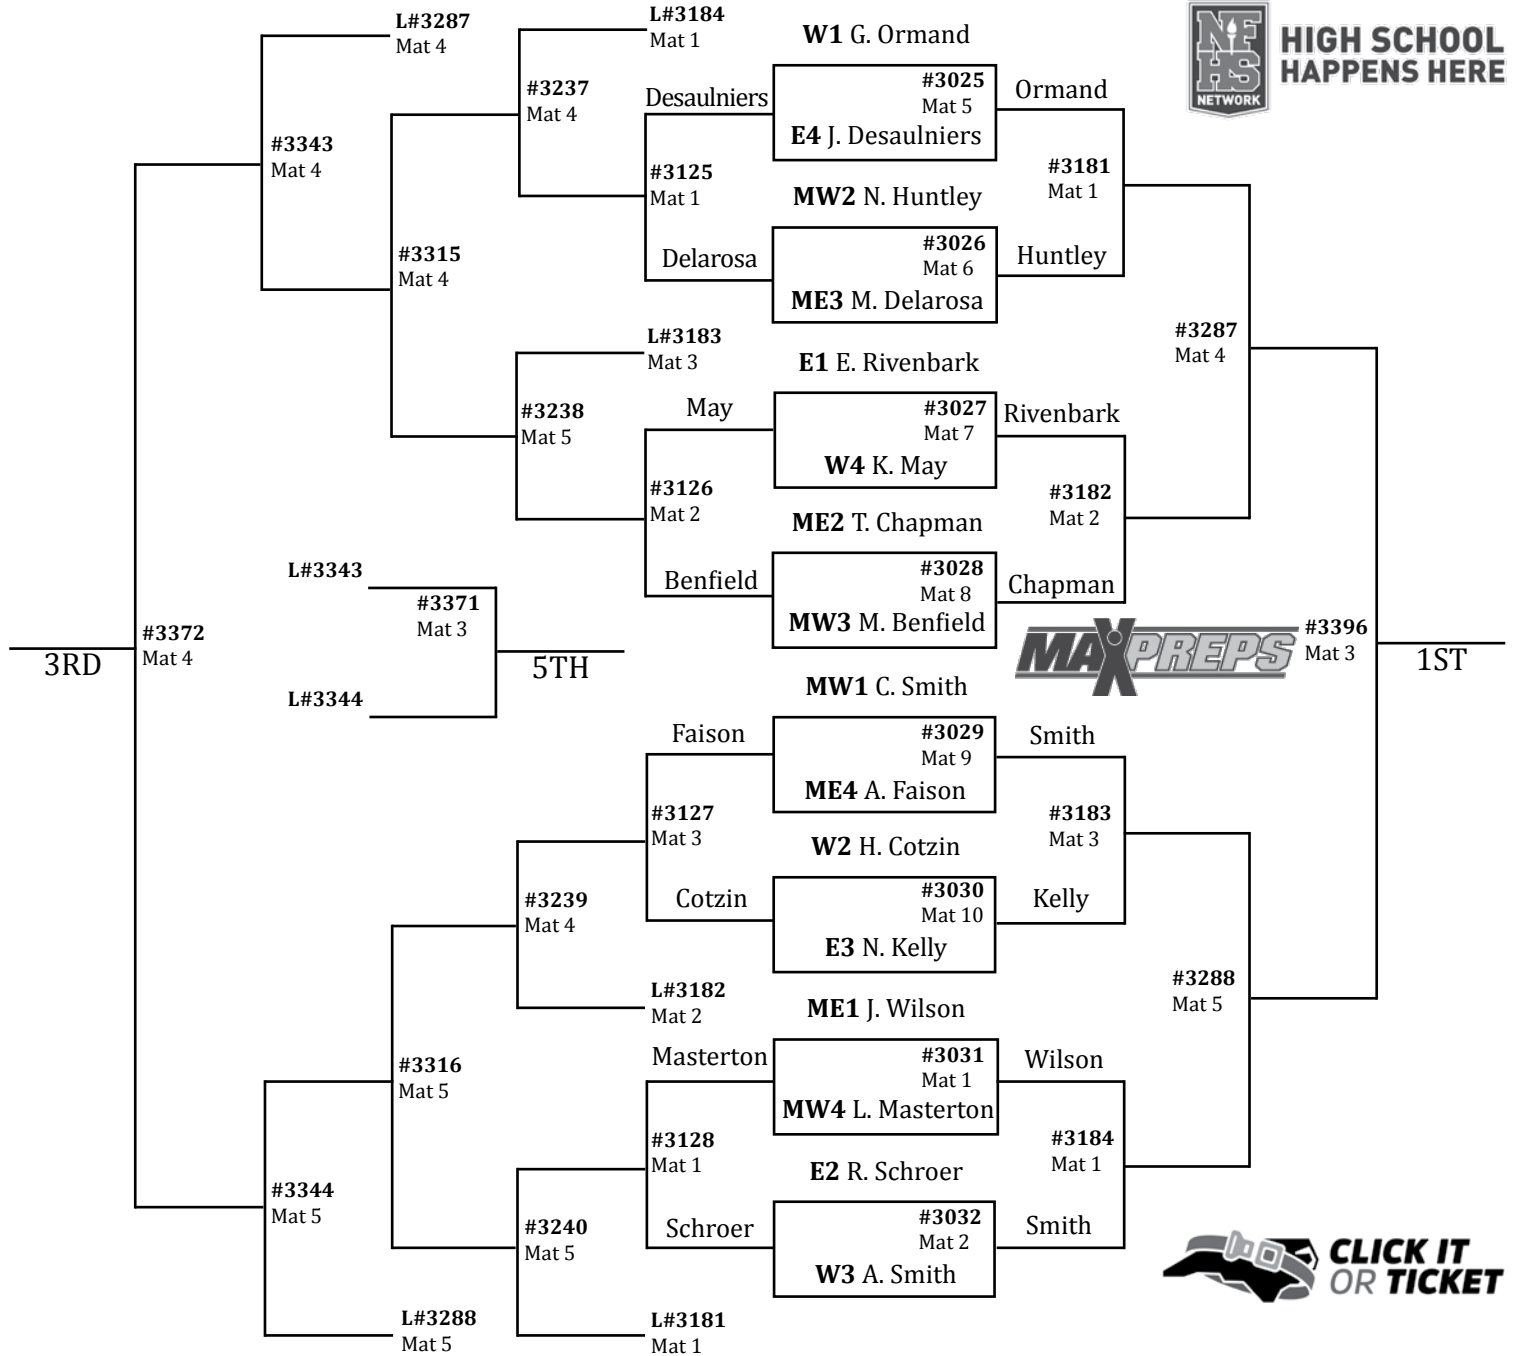 L#3287
Mat 4
L#3184
Mat 1
W1 G. Ormand
NFHS
NETWORK
HIGH SCHOOL
HAPPENS HERE
#3237
Mat 4
Desaulniers
#3025
Mat 5
E4 J. Desaulniers
Ormand
#3343
Mat 4
#3125
Mat 1
MW2 N. Huntley
#3181
Mat 1
#3315
Mat 4
Delarosa
#3026
Mat 6
ME3 M. Delarosa
Huntley
L#3183
Mat 3
E1 E. Rivenbark
#3287
Mat 4
#3238
Mat 5
May
#3027
Mat 7
W4 K. May
Rivenbark
#3126
Mat 2
ME2 T. Chapman
#3182
Mat 2
L#3343
Benfield
#3028
Mat 8
MW3 M. Benfield
Chapman
#3371
Mat 3
#3372
Mat 4
3RD
5TH
MAXPREPS
#3396
Mat 3
1ST
L#3344
MW1 C. Smith
Faison
#3029
Mat 9
ME4 A. Faison
Smith
#3127
Mat 3
W2 H. Cotzin
#3183
Mat 3
#3239
Mat 4
Cotzin
#3030
Mat 10
E3 N. Kelly
Kelly
L#3182
Mat 2
ME1 J. Wilson
#3288
Mat 5
#3316
Mat 5
Masterton
#3031
Mat 1
MW4 L. Masterton
Wilson
#3128
Mat 1
E2 R. Schroer
#3184
Mat 1
#3344
Mat 5
#3240
Mat 5
Schroer
#3032
Mat 2
W3 A. Smith
Smith
CLICK IT
OR TICKET
L#3288
Mat 5
L#3181
Mat 1